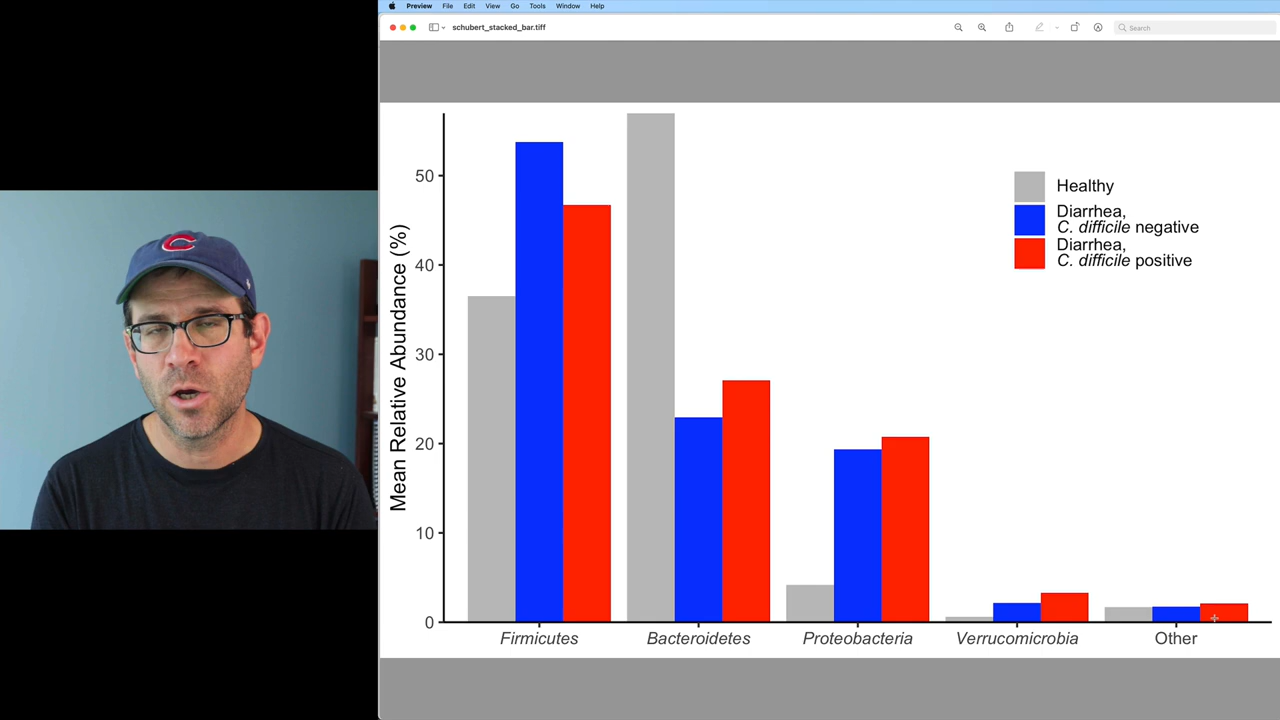 Preview File Edit View Go Tools Window Help
schubert_stacked_bar.tiff
Search
C
Mean Relative Abundance (%)
50
40
30
20
10
0
Healthy
Diarrhea,
C. difficile negative
Diarrhea,
C. difficile positive
Firmicutes Bacteroidetes Proteobacteria Verrucomicrobia Other